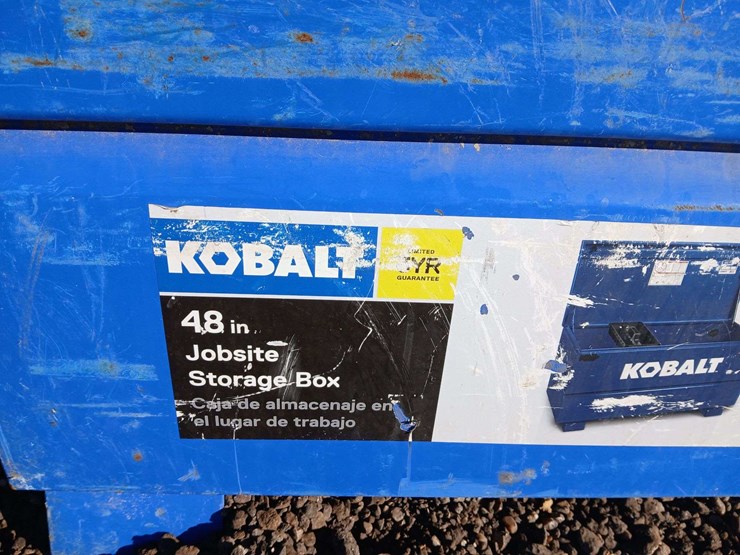 KOBALT
LIMITED
YR
GUARANTEE
48 in
Jobsite
Storage Box
Caja de almacenaje en
el lugar de trabajo
KOBALT